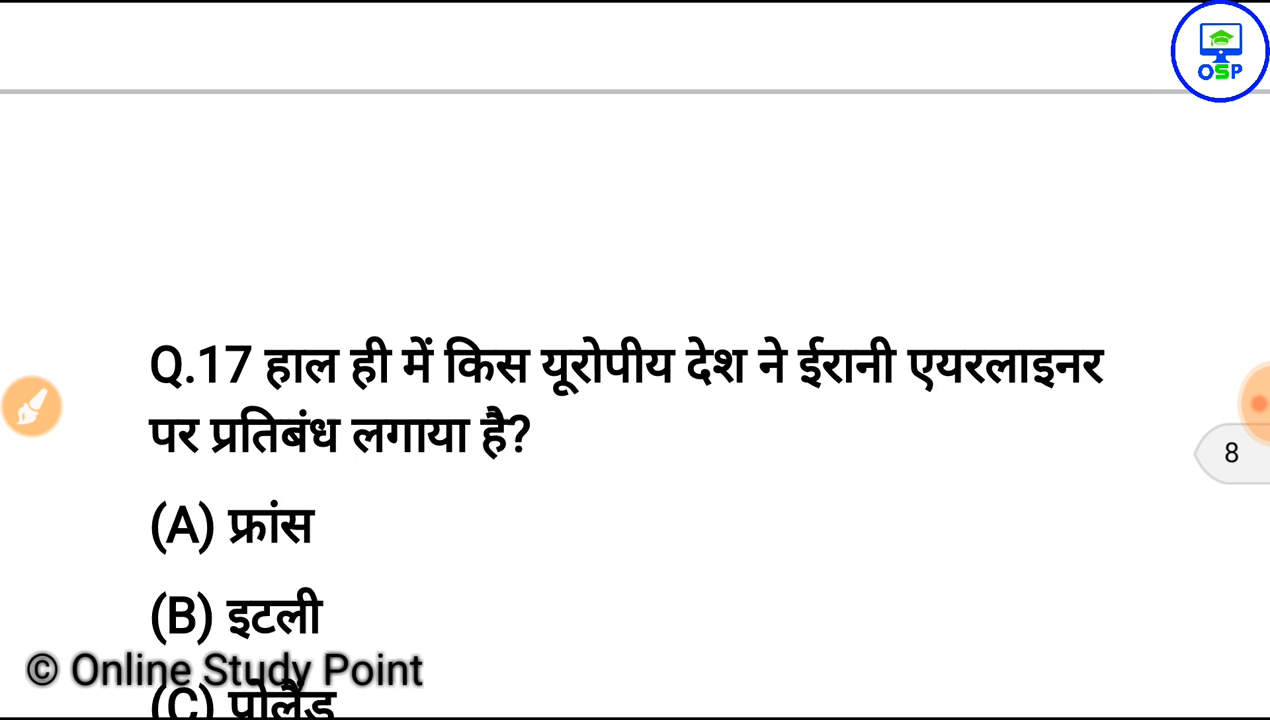 OSP
Q.17 हाल ही में किस यूरोपीय देश ने ईरानी एयरलाइनर
पर प्रतिबंध लगाया है?
8
(A) फ्रांस
(B) इटली
© Online Study Point
(C) पोलैंड